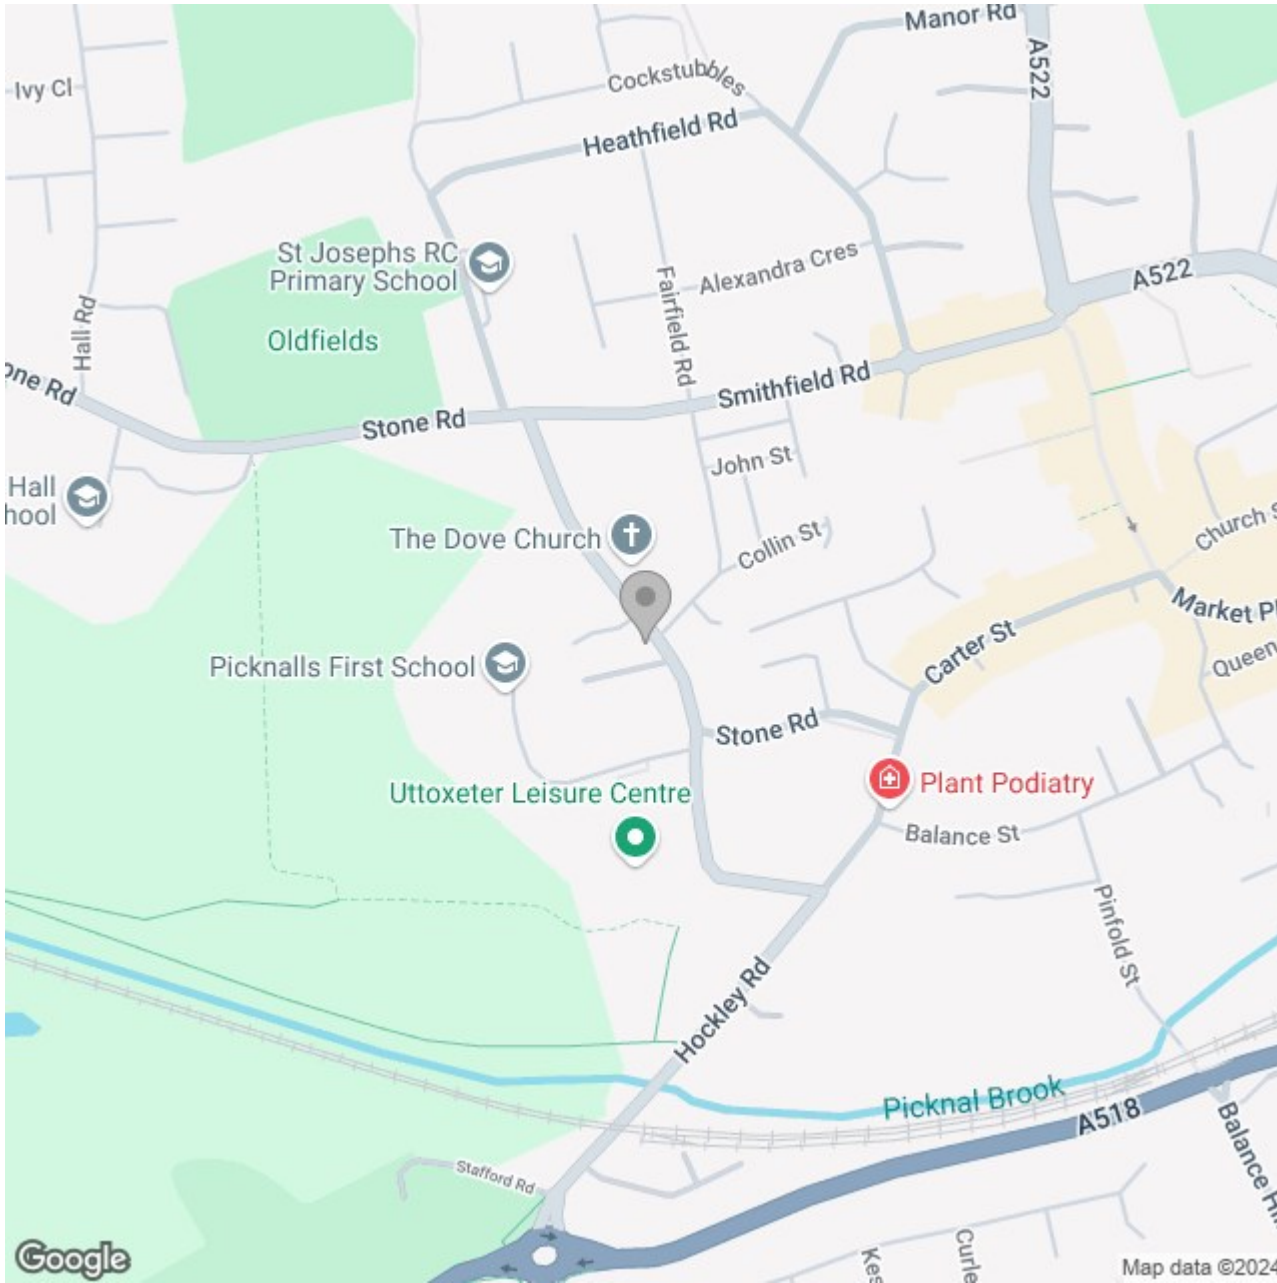 Manor Rd
A522
Ivy Cl
Cockstubbles
Heathfield Rd
St Josephs RC
Primary School
Alexandra Cres
A522
Hall Rd
Fairfield Rd
Oldfields
one Rd
Smithfield Rd
Stone Rd
John St
Hall
hool
The Dove Church
Collin St
Church S
Market Pl
Carter St
Picknalls First School
Queen
Stone Rd
Uttoxeter Leisure Centre
Plant Podiatry
Balance St
Pinfold St
Hockley Rd
Picknal Brook
A518
Balance Hi
Stafford Rd
Kes
Curle
Google
Map data ©2024